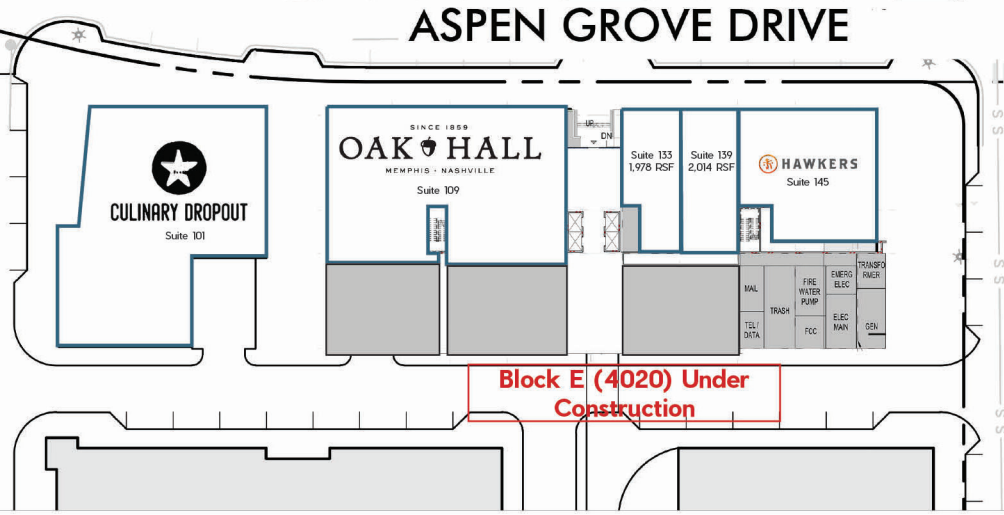 ASPEN GROVE DRIVE
CULINARY DROPOUT
Suite 101
SINCE 1859
OAK HALL
MEMPHIS • NASHVILLE
Suite 109
UP
DN
Suite 133
1,978 RSF
Suite 139
2,014 RSF
HAWKERS
Suite 145
MAIL
TEL/
DATA
TRASH
FIRE
WATER
PUMP
FCC
EMERG
ELEC
ELEC
MAIN
TRANSFO
RMER
GEN
Block E (4020) Under
Construction
S
S
S
S